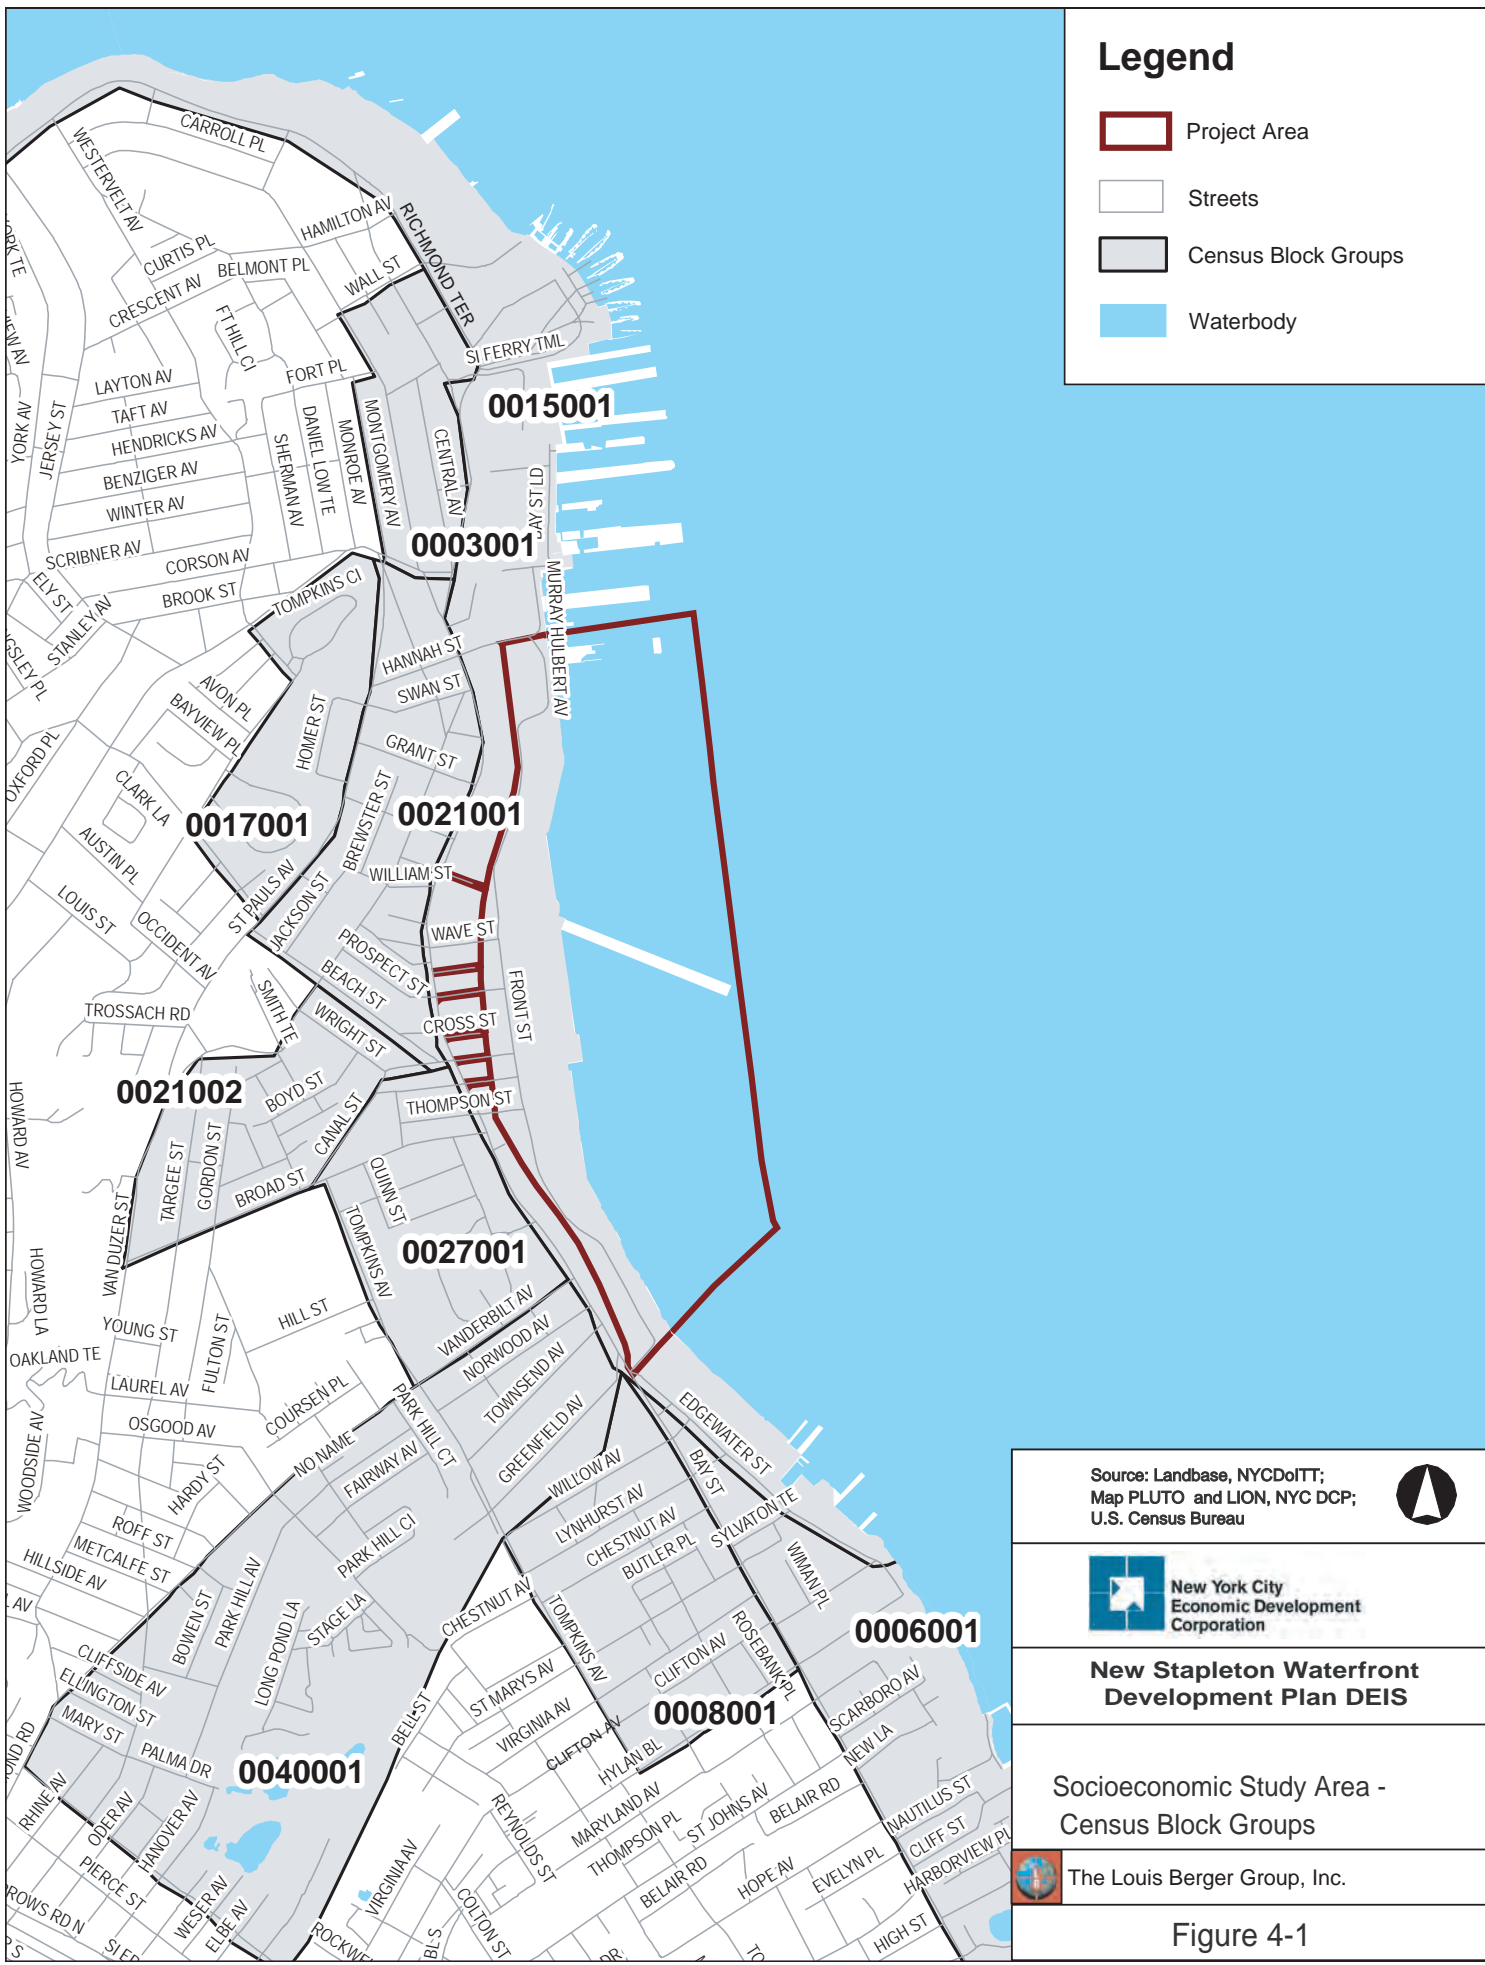 Legend
Project Area
Streets
Census Block Groups
Waterbody
CARROLL PL
WESTERVELT AV
HAMILTON AV
RICHMOND TER
CURTIS PL
BELMONT PL
WALL ST
CRESCENT AV
FT HILL CI
SI FERRY TML
FORT PL
LAYTON AV
TAFT AV
HENDRICKS AV
BENZIGER AV
WINTER AV
YORK AV
JERSEY ST
SHERMAN AV
DANIEL LOW TE
MONROE AV
MONTGOMERY AV
CENTRAL AV
0015001
0003001
MURRAY HULBERT AV
SCRIBNER AV
CORSON AV
BROOK ST
ELY ST
STANLEY AV
TOMPKINS CI
HANNAH ST
SWAN ST
AVON PL
BAYVIEW PL
HOMER ST
GRANT ST
OXFORD PL
CLARK LA
0017001
0021001
BREWSTER ST
AUSTIN PL
WILLIAM ST
LOUIS ST
ST PAULS AV
JACKSON ST
OCCIDENT AV
WAVE ST
PROSPECT ST
BEACH ST
FRONT ST
SMITH TE
TROSSACH RD
WRIGHT ST
CROSS ST
0021002
BOYD ST
CANAL ST
THOMPSON ST
HOWARD AV
TARGEE ST
GORDON ST
BROAD ST
QUINN ST
VAN DUZER ST
TOMPKINS AV
0027001
HOWARD LA
HILL ST
VANDERBILT AV
YOUNG ST
FULTON ST
NORWOOD AV
OAKLAND TE
TOWNSEND AV
LAUREL AV
COURSEN PL
PARK HILL CT
OSGOOD AV
GREENFIELD AV
EDGEWATER ST
WOODSIDE AV
NO NAME
FAIRWAY AV
WILLOW AV
BAY ST
HARDY ST
LYNHURST AV
SYLVATON TE
ROFF ST
CHESTNUT AV
METCALFE ST
PARK HILL CI
BUTLER PL
WIMAN PL
HILLSIDE AV
BOWEN ST
PARK HILL AV
CHESTNUT AV
LONG POND LA
STAGE LA
TOMPKINS AV
ROSEBANK PL
0006001
CLIFFSIDE AV
ELLINGTON ST
ST MARYS AV
CLIFTON AV
MARY ST
BELL ST
VIRGINIA AV
0008001
SCARBORO AV
PALMA DR
CLIFTON AV
HYLAN BL
NEW LA
0040001
RHINE AV
ODER AV
HANOVER AV
REYNOLDS ST
MARYLAND AV
ST JOHNS AV
BELAIR RD
NAUTILUS ST
THOMPSON PL
CLIFF ST
PIERCE ST
VIRGINIA AV
BELAIR RD
HOPE AV
EVELYN PL
WESER AV
ELBE AV
COLTON ST
HIGH ST
Source: Landbase, NYCDoITT;
Map PLUTO and LION, NYC DCP;
U.S. Census Bureau
New York City
Economic Development
Corporation
New Stapleton Waterfront
Development Plan DEIS
Socioeconomic Study Area -
Census Block Groups
The Louis Berger Group, Inc.
Figure 4-1